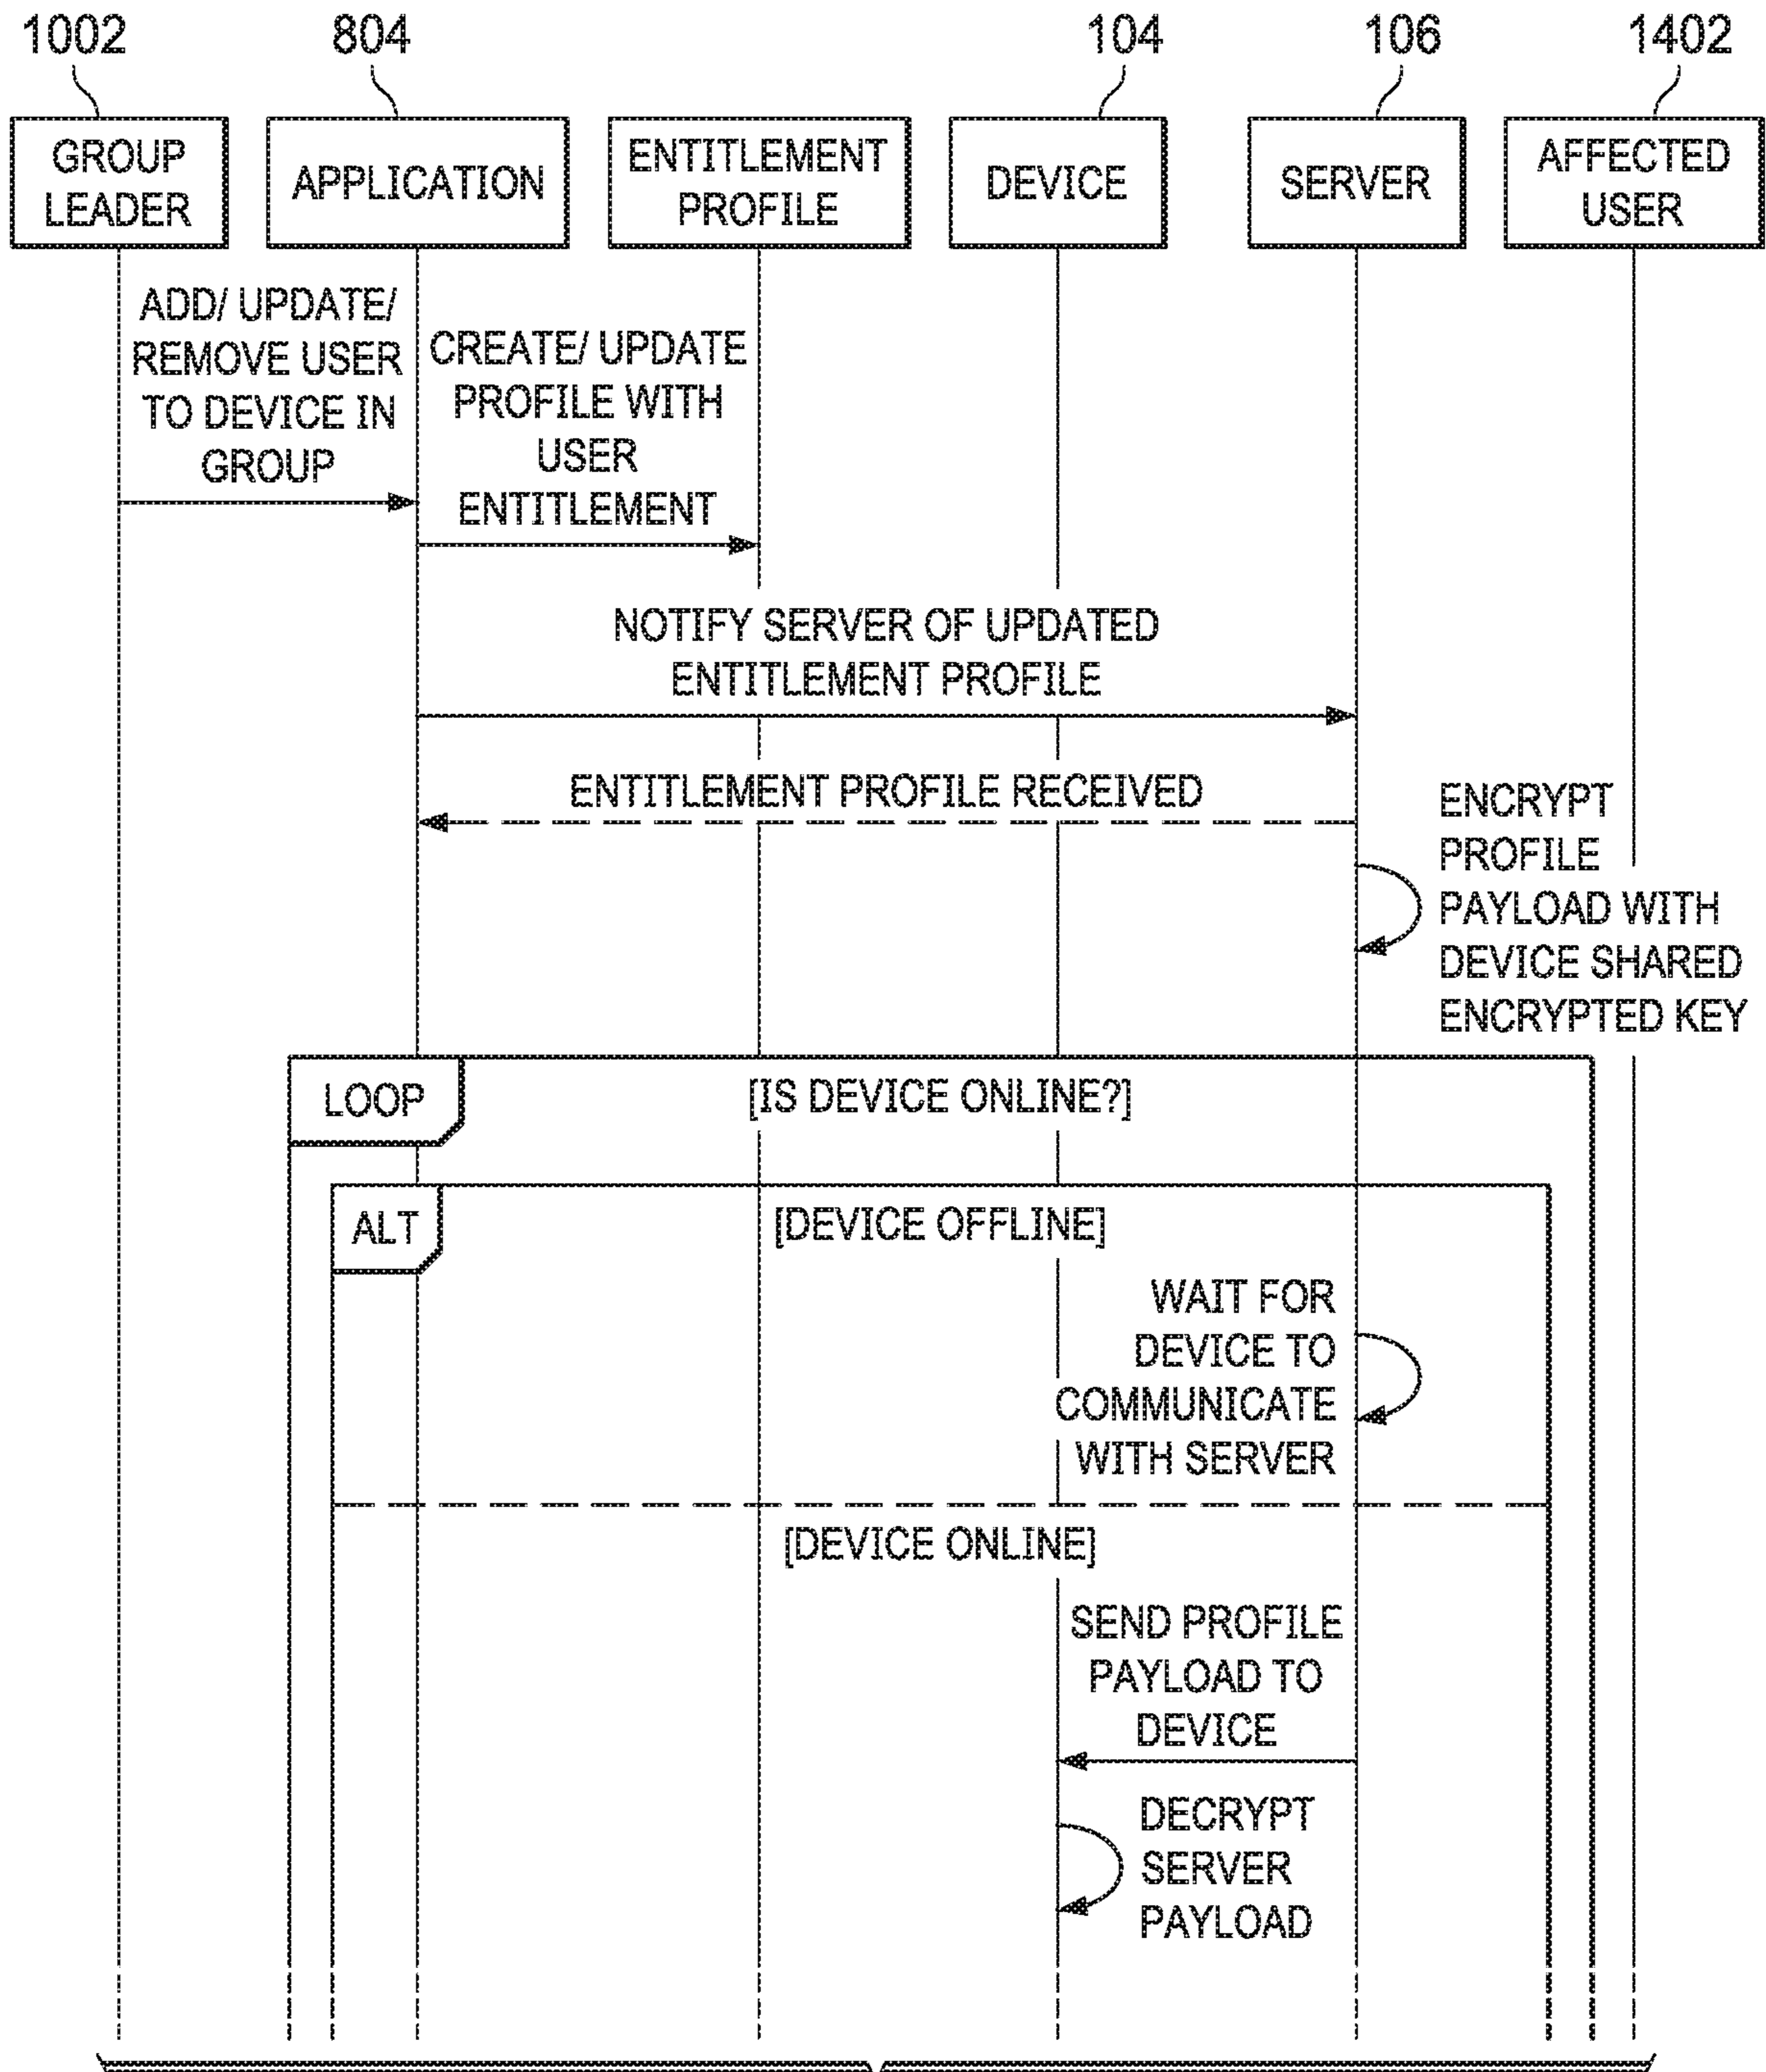 1002
804
104
106
1402
GROUP
LEADER
APPLICATION
ENTITLEMENT
PROFILE
DEVICE
SERVER
AFFECTED
USER
ADD/ UPDATE/
REMOVE USER
TO DEVICE IN
GROUP
CREATE/ UPDATE
PROFILE WITH
USER
ENTITLEMENT
NOTIFY SERVER OF UPDATED
ENTITLEMENT PROFILE
ENTITLEMENT PROFILE RECEIVED
ENCRYPT
PROFILE
PAYLOAD WITH
DEVICE SHARED
ENCRYPTED KEY
LOOP
[IS DEVICE ONLINE?]
ALT
[DEVICE OFFLINE]
WAIT FOR
DEVICE TO
COMMUNICATE
WITH SERVER
[DEVICE ONLINE]
SEND PROFILE
PAYLOAD TO
DEVICE
DECRYPT
SERVER
PAYLOAD